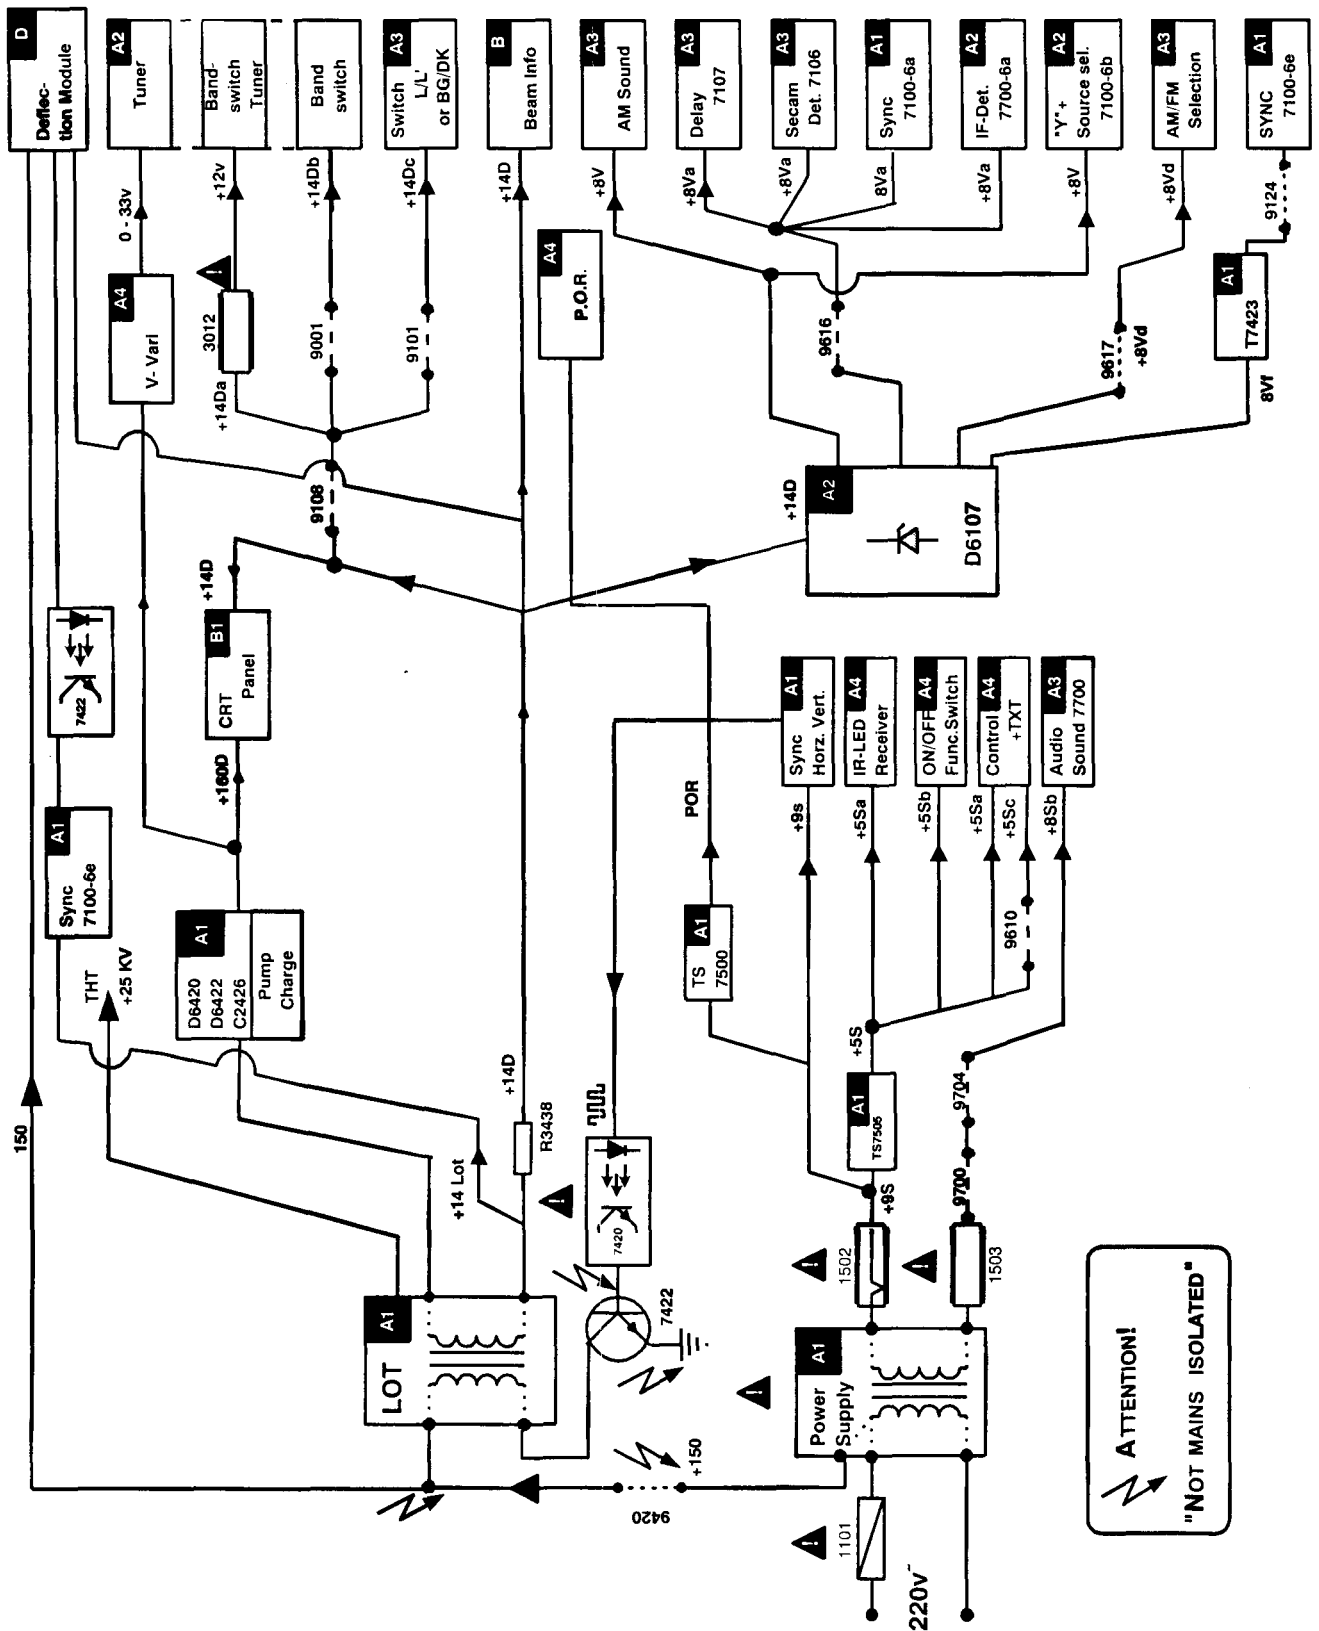 D
Deflec-
tion Module
A2
Tuner
Band-
switch
Tuner
Band
switch
A3
Switch
L/L'
or BG/DK
B
Beam Info
A3
AM Sound
A3
Delay
7107
A3
Secam
Det. 7106
A1
Sync
7100-6a
A2
IF-Det.
7700-6a
A2
"Y"+
Source sel.
7100-6b
A3
AM/FM
Selection
A1
SYNC
7100-6e
0 - 33v
+12v
+14Db
+14Dc
+14D
+8V
+8Va
+8Va
8Va
+8Va
+8V
+8Vd
9124
A4
V- Vari
3012
+14Da
9001
9101
A4
P.O.R.
9616
9617
+8Vd
A1
T7423
8Vf
9108
+14D
A2
D6107
7422
+14D
B1
CRT
Panel
+160D
A1
Sync
7100-6e
THT
+25 KV
A1
D6420
D6422
C2426
Pump
Charge
POR
A1
TS
7500
A1
Sync
Horz. Vert.
A4
IR-LED
Receiver
A4
ON/OFF
Func.Switch
A4
Control
+TXT
A3
Audio
Sound 7700
+9s
+5Sa
+5Sb
+5Sa
+5Sc
+8Sb
9610
+5S
A1
TS7505
9704
9700
+9S
150
+14 Lot
+14D
R3438
7420
7422
A1
LOT
+150
9420
1502
1503
A1
Power
Supply
1101
220v~
ATTENTION!
"NOT MAINS ISOLATED"